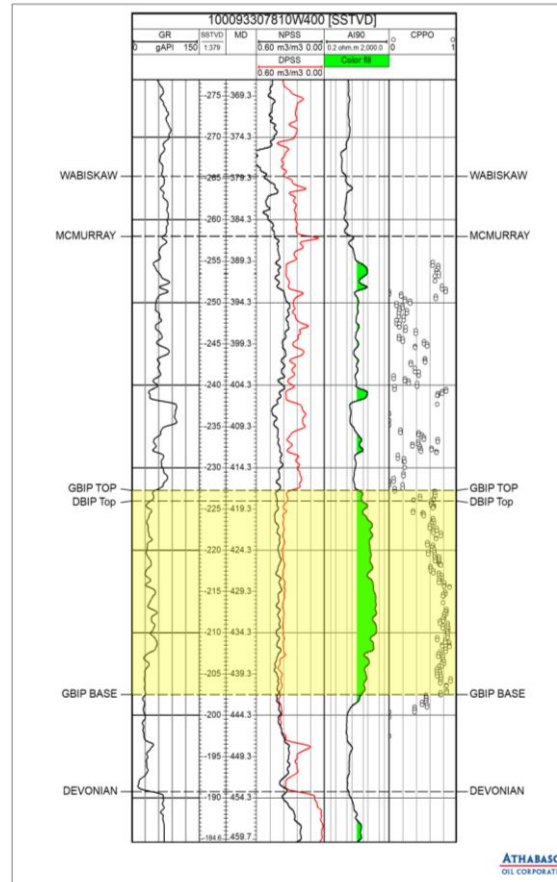 100093307810W400 [SSTVD]
GR SSTVD MD NPSS AI90 CPPO
0 gAPI 150 1:379 0.60 m3/m3 0.00 0.2 ohm.m 2,000.0 0 1
DPSS Color fill
0.60 m3/m3 0.00
-275 369.3
-270 374.3
WABISKAW -265 379.3 WABISKAW
-260 384.3
MCMURRAY MCMURRAY
-255 389.3
-250 394.3
-245 399.3
-240 404.3
-235 409.3
-230 414.3
GBIP TOP GBIP TOP
DBIP Top DBIP Top
-225 419.3
-220 424.3
-215 429.3
-210 434.3
-205 439.3
GBIP BASE GBIP BASE
-200 444.3
-195 449.3
DEVONIAN DEVONIAN
-190 454.3
-184.6 459.7
ATHABASC
OIL CORPORAT